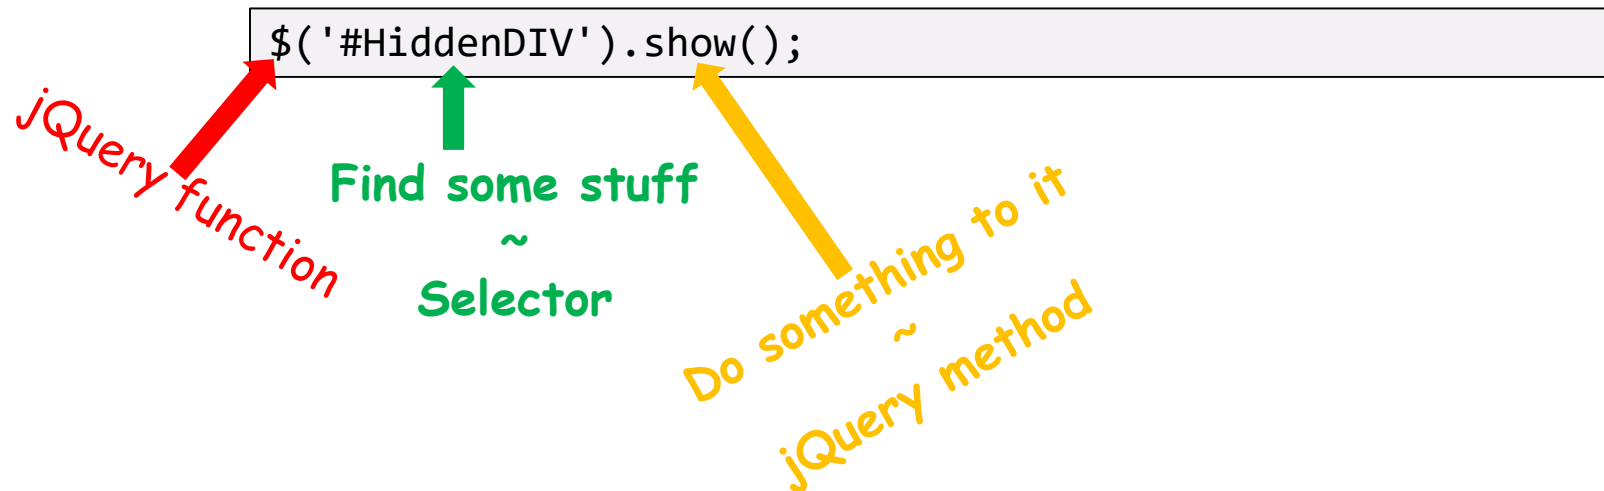 $('#HiddenDIV').show();
jQuery function
Find some stuff
~
Selector
Do something to it
~
jQuery method